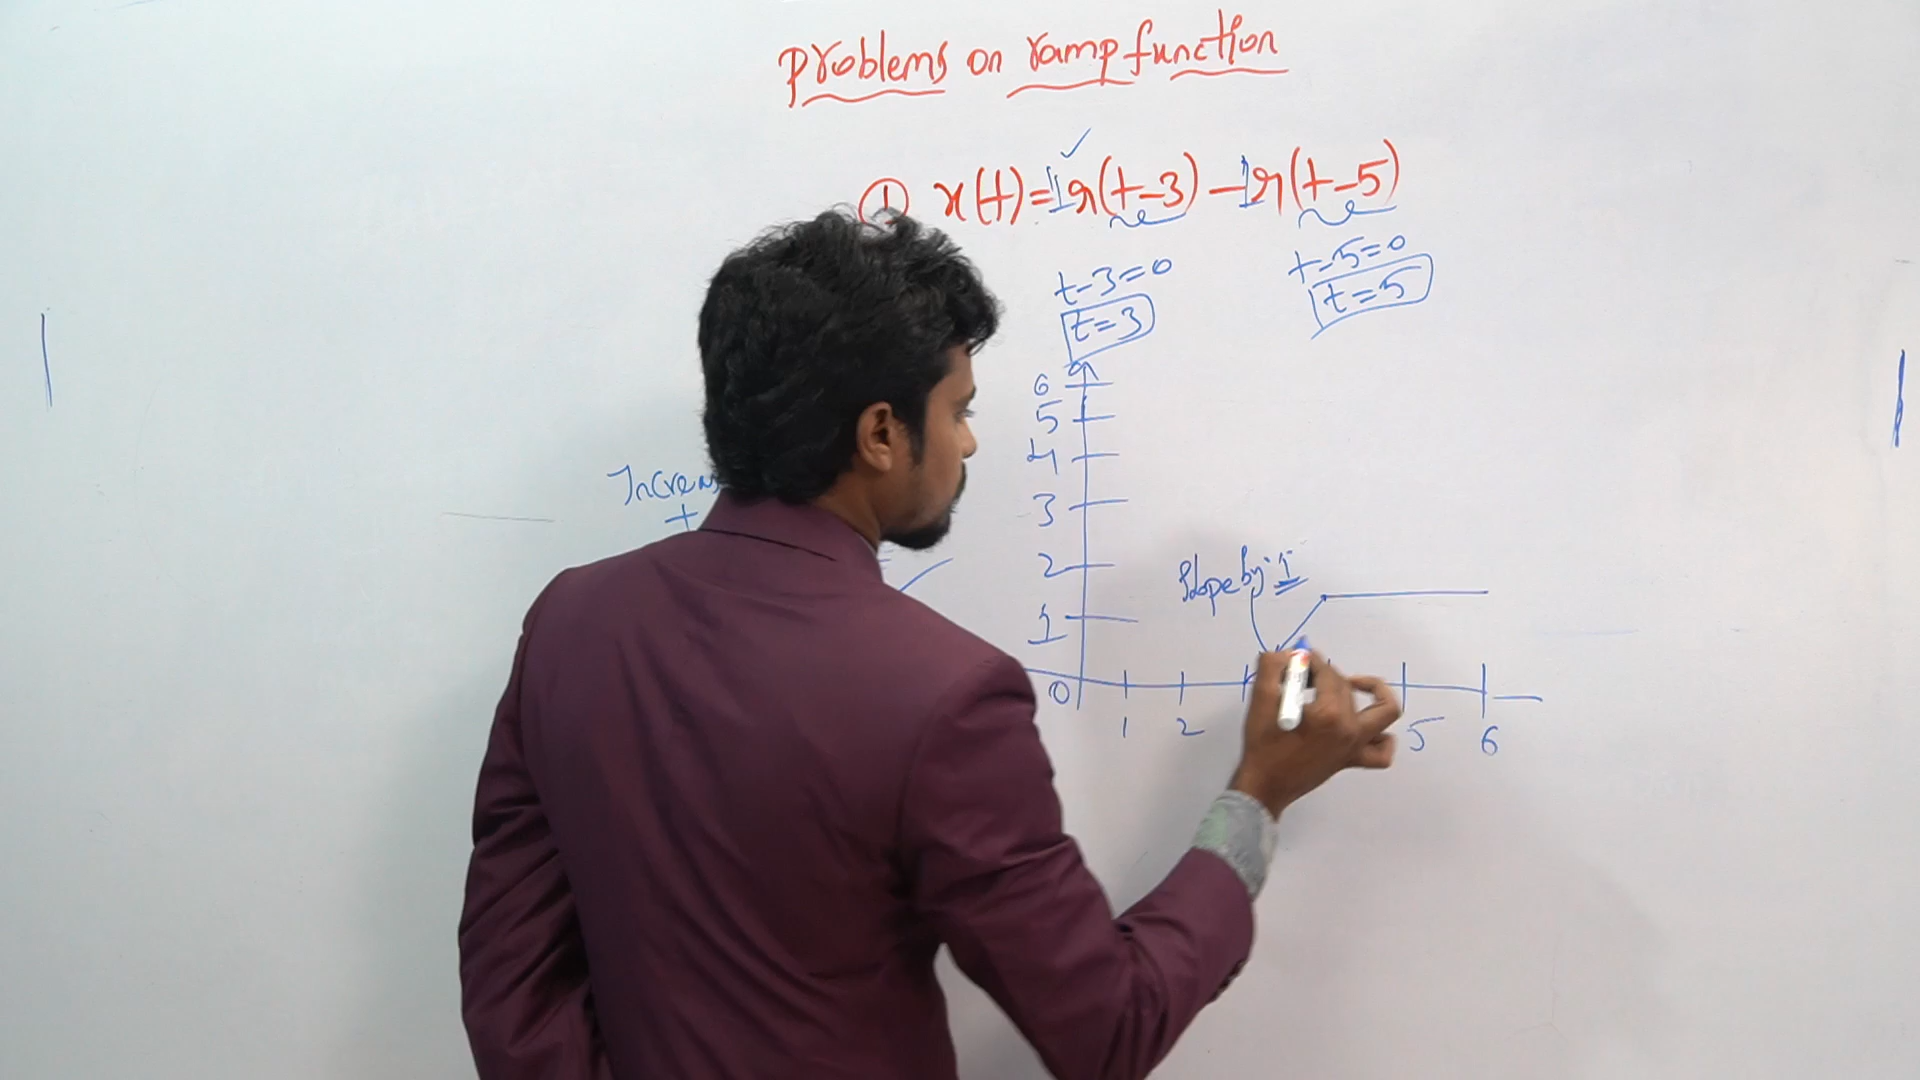 Problems on ramp function
① x(t)=1r(t-3)-1r(t-5)
t-3=0
t=3
t-5=0
t=5
6
5
4
3
2
1
0
1 2 5 6
Slope by 1
+